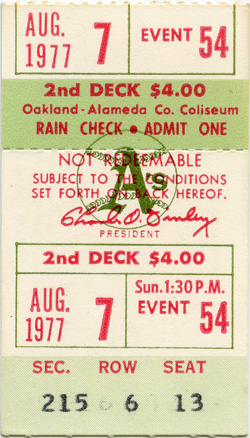 AUG. 7 EVENT 54
1977
2nd DECK $4.00
Oakland - Alameda Co. Coliseum
RAIN CHECK • ADMIT ONE
NOT REDEEMABLE
SUBJECT TO THE CONDITIONS
SET FORTH ON BACK HEREOF.
A's
Charles O. Finley
PRESIDENT
2nd DECK $4.00
AUG. 7 Sun. 1:30 P.M.
1977 EVENT 54
SEC. ROW SEAT
215 6 13